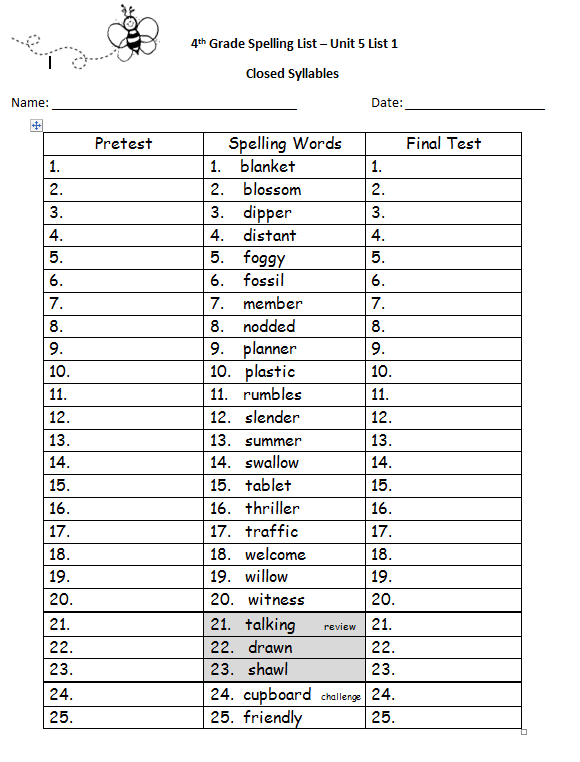 4th Grade Spelling List – Unit 5 List 1
Closed Syllables
Name: ______________ Date: ______________
Pretest Spelling Words Final Test
1. 1. blanket 1.
2. 2. blossom 2.
3. 3. dipper 3.
4. 4. distant 4.
5. 5. foggy 5.
6. 6. fossil 6.
7. 7. member 7.
8. 8. nodded 8.
9. 9. planner 9.
10. 10. plastic 10.
11. 11. rumbles 11.
12. 12. slender 12.
13. 13. summer 13.
14. 14. swallow 14.
15. 15. tablet 15.
16. 16. thriller 16.
17. 17. traffic 17.
18. 18. welcome 18.
19. 19. willow 19.
20. 20. witness 20.
21. 21. talking review 21.
22. 22. drawn 22.
23. 23. shawl 23.
24. 24. cupboard challenge 24.
25. 25. friendly 25.